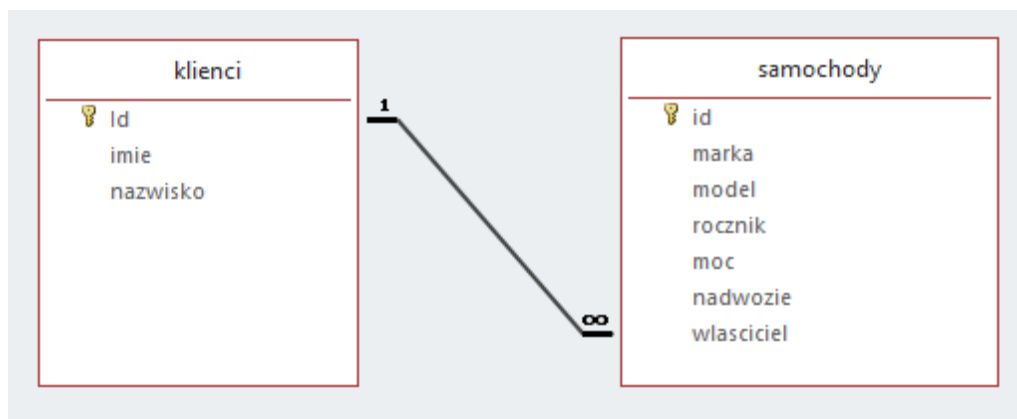 klienci
Id
imie
nazwisko
1
∞
samochody
id
marka
model
rocznik
moc
nadwozie
wlasciciel